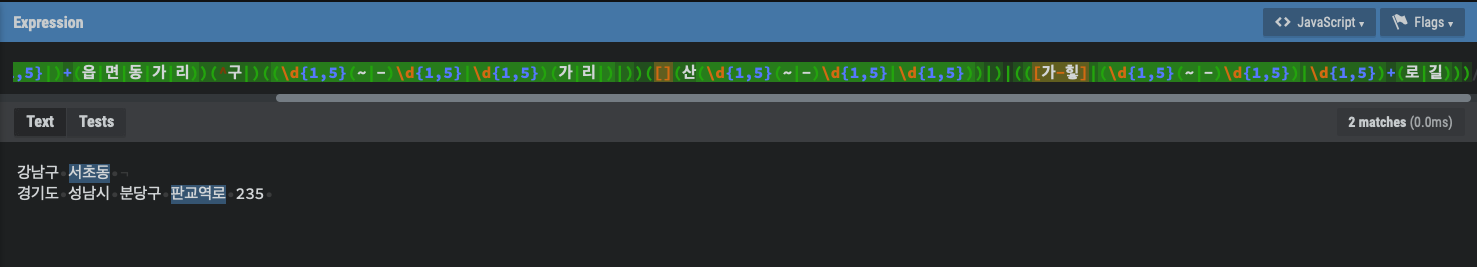 Expression
<> JavaScript ▾
Flags ▾
,5}|)+(읍|면|동|가|리))(^구|)((\d{1,5}(~|-)\d{1,5}|\d{1,5})(가|리|)|))([](산(\d{1,5}(~|-)\d{1,5}|\d{1,5}))|)|(([가-힣]|(\d{1,5}(~|-)\d{1,5})|\d{1,5})+(로|길)))/
Text
Tests
2 matches (0.0ms)
강남구 서초동
경기도 성남시 분당구 판교역로 235